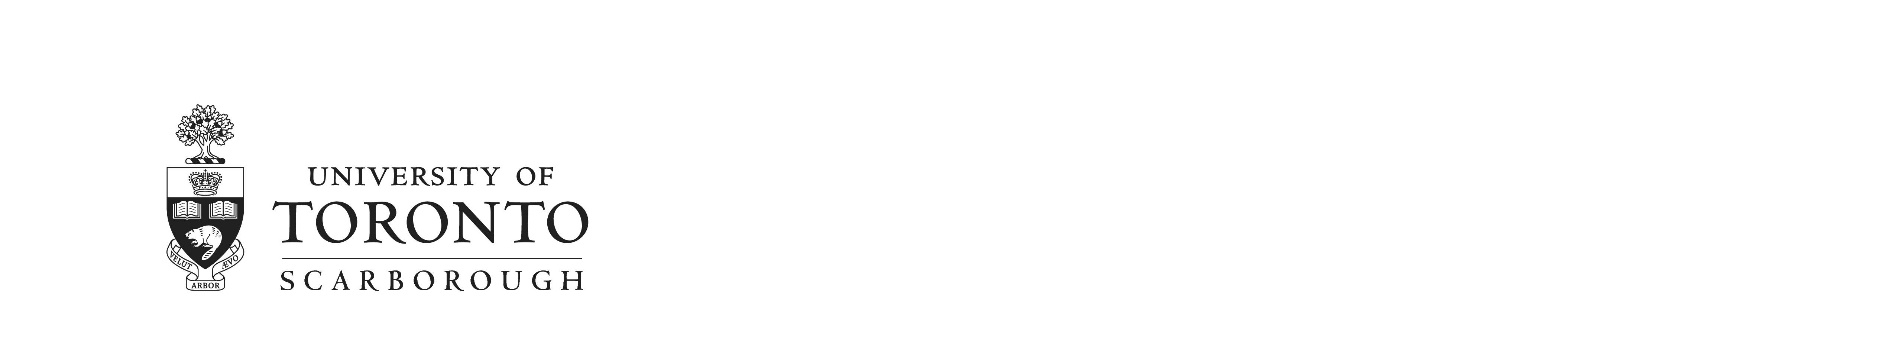 UNIVERSITY OF
TORONTO
SCARBOROUGH
VELUT ARBOR ÆVO